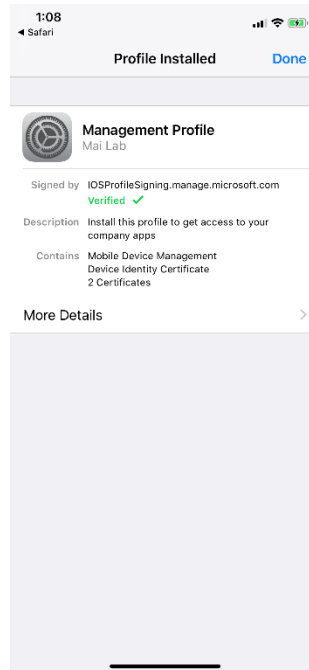 1:08
◀ Safari
Profile Installed
Done
Management Profile
Mai Lab
Signed by IOSProfileSigning.manage.microsoft.com
Verified ✓
Description Install this profile to get access to your
company apps
Contains Mobile Device Management
Device Identity Certificate
2 Certificates
More Details